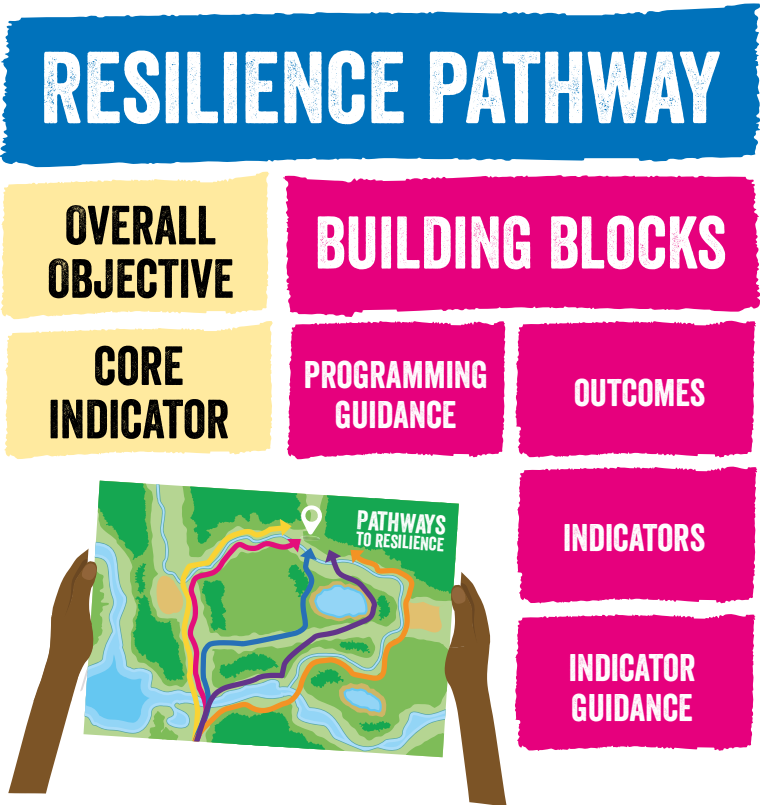 RESILIENCE PATHWAY
OVERALL
OBJECTIVE
BUILDING BLOCKS
CORE
INDICATOR
PROGRAMMING
GUIDANCE
OUTCOMES
INDICATORS
INDICATOR
GUIDANCE
PATHWAYS
TO RESILIENCE